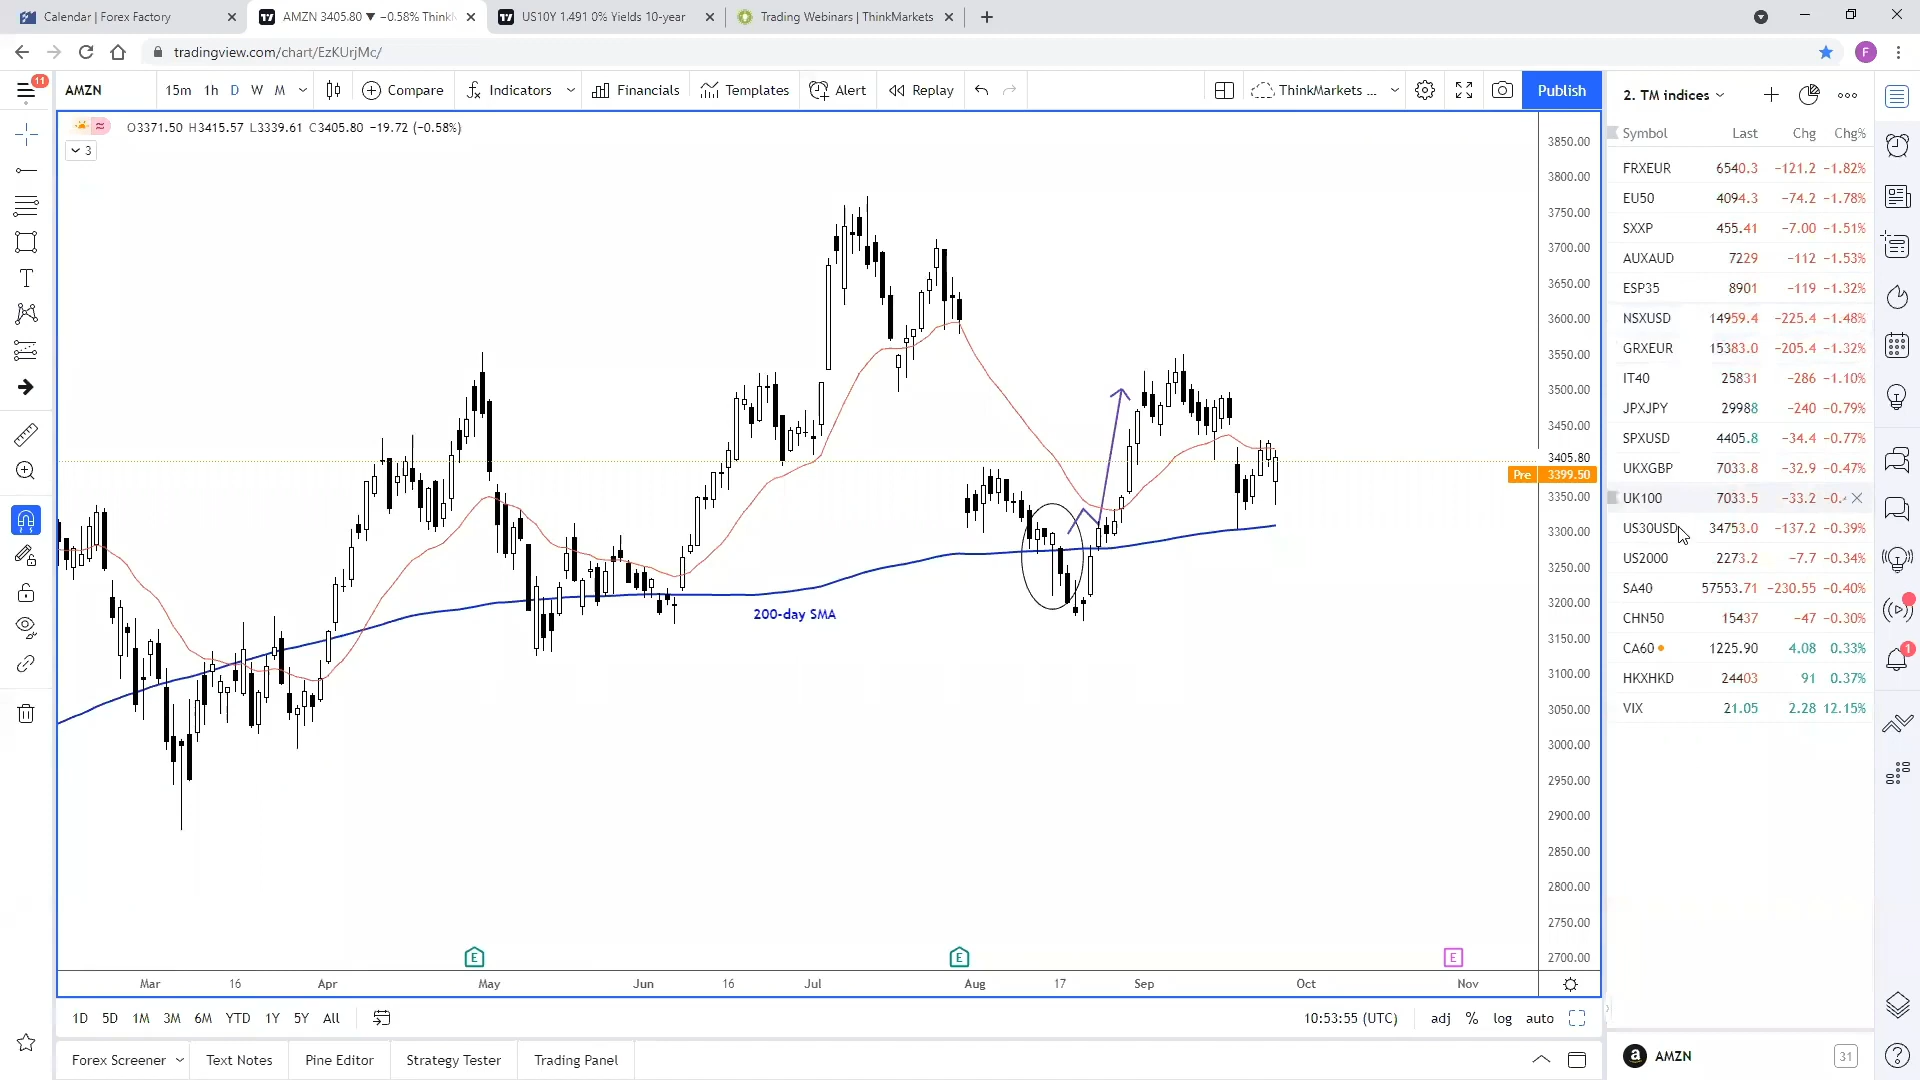 Calendar | Forex Factory
AMZN 3405.80 ▼ −0.58% Think
US10Y 1.491 0% Yields 10-year
Trading Webinars | ThinkMarkets
tradingview.com/chart/EzKUrjMc/
F
11
AMZN
15m 1h D W M
Compare
Indicators
Financials
Templates
Alert
Replay
ThinkMarkets ...
Publish
O3371.50 H3415.57 L3339.61 C3405.80 −19.72 (−0.58%)
3
200-day SMA
3850.00
3800.00
3750.00
3700.00
3650.00
3600.00
3550.00
3500.00
3450.00
3405.80
Pre 3399.50
3350.00
3300.00
3250.00
3200.00
3150.00
3100.00
3050.00
3000.00
2950.00
2900.00
2850.00
2800.00
2750.00
2700.00
E E E
Mar 16 Apr May Jun 16 Jul Aug 17 Sep Oct Nov
1D 5D 1M 3M 6M YTD 1Y 5Y All
10:53:55 (UTC) adj % log auto
Forex Screener Text Notes Pine Editor Strategy Tester Trading Panel
2. TM indices
Symbol Last Chg Chg%
FRXEUR 6540.3 −121.2 −1.82%
EU50 4094.3 −74.2 −1.78%
SXXP 455.41 −7.00 −1.51%
AUXAUD 7229 −112 −1.53%
ESP35 8901 −119 −1.32%
NSXUSD 14959.4 −225.4 −1.48%
GRXEUR 15383.0 −205.4 −1.32%
IT40 25831 −286 −1.10%
JPXJPY 29988 −240 −0.79%
SPXUSD 4405.8 −34.4 −0.77%
UKXGBP 7033.8 −32.9 −0.47%
UK100 7033.5 −33.2 −0.
US30USD 34753.0 −137.2 −0.39%
US2000 2273.2 −7.7 −0.34%
SA40 57553.71 −230.55 −0.40%
CHN50 15437 −47 −0.30%
CA60 1225.90 4.08 0.33%
HKXHKD 24403 91 0.37%
VIX 21.05 2.28 12.15%
1
a AMZN 31